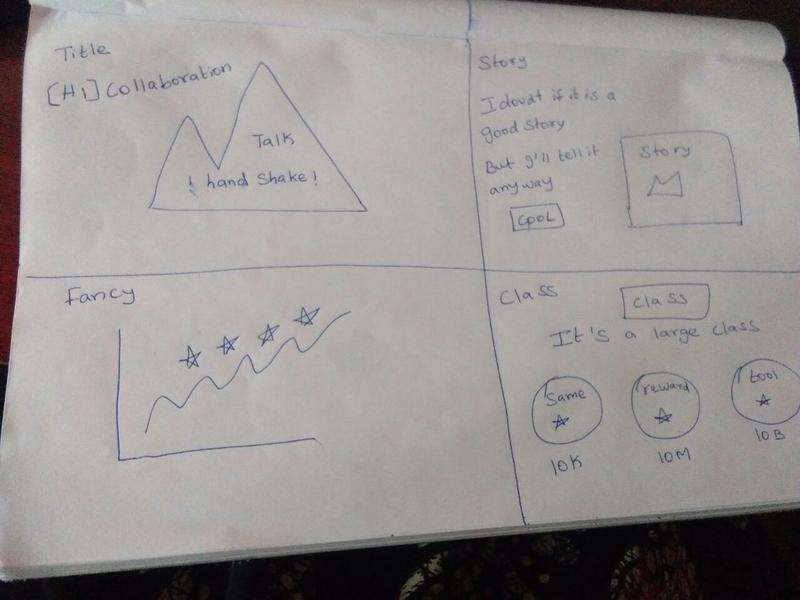 Title
[H1] Collaboration
Talk
! hand Shake!
Story
I doudt if it is a
good Story
But I'll tell it
anyway
COOL
Story
Fancy
Class
class
It's a large class
Same
reward
tool
10K
10M
10B